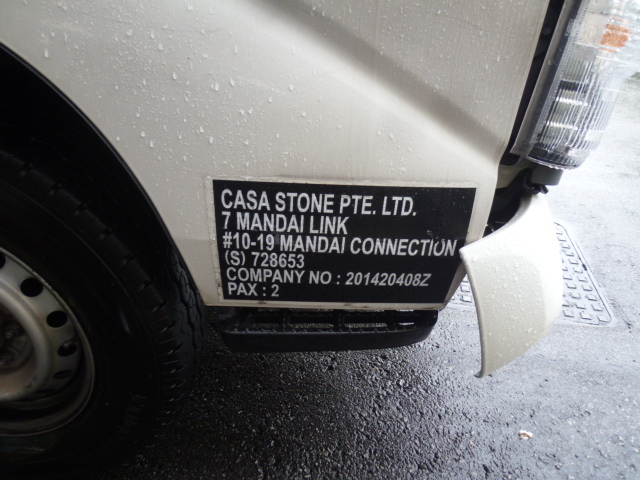 CASA STONE PTE. LTD.
7 MANDAI LINK
#10-19 MANDAI CONNECTION
(S) 728653
COMPANY NO : 201420408Z
PAX : 2